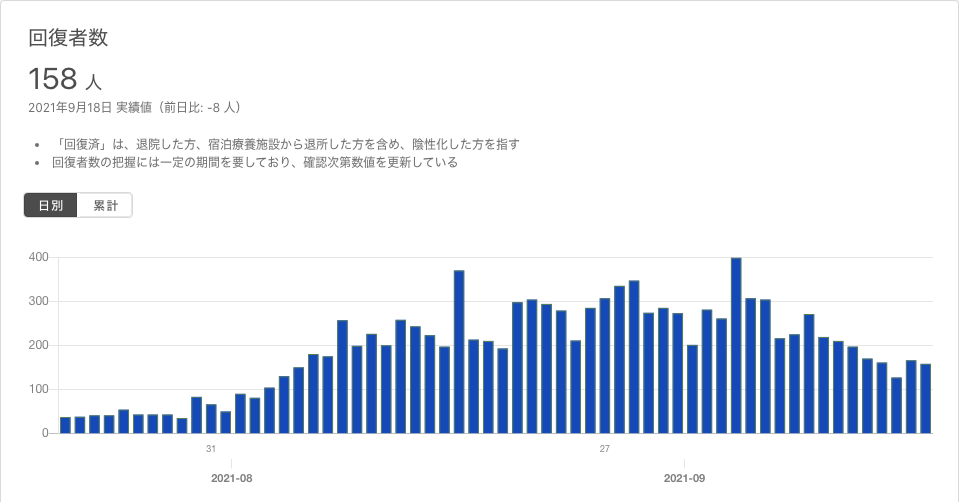 回復者数
158 人
2021年9月18日 実績値（前日比: -8 人）
• 「回復済」は、退院した方、宿泊療養施設から退所した方を含め、陰性化した方を指す
• 回復者数の把握には一定の期間を要しており、確認次第数値を更新している
日別 累計
400
300
200
100
0
31 27
2021-08 2021-09